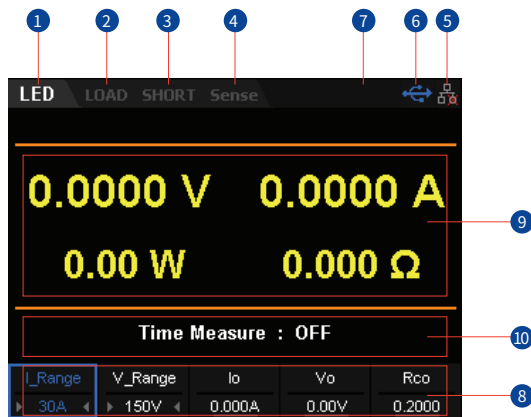 1 2 3 4 7 6 5
LED LOAD SHORT Sense
0.0000 V 0.0000 A
9
0.00 W 0.000 Ω
Time Measure : OFF
10
I_Range V_Range Io Vo Rco
30A 150V 0.000A 0.00V 0.2000
8